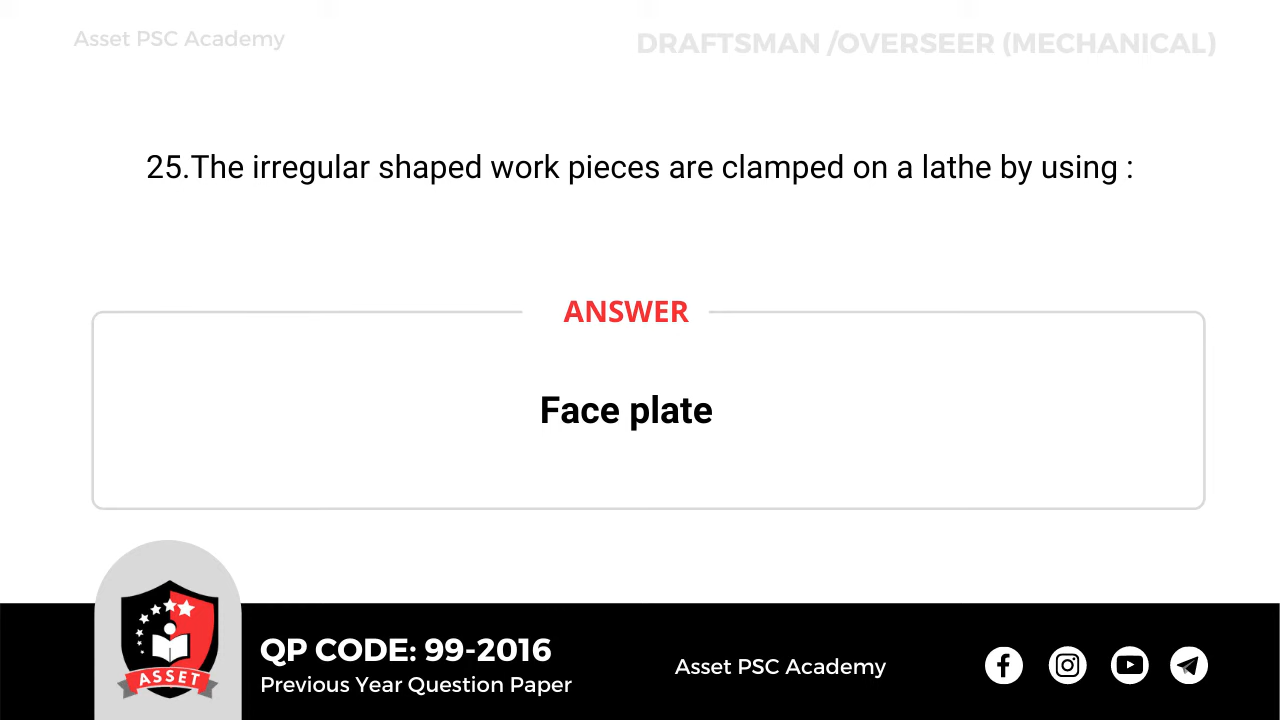 Asset PSC Academy
DRAFTSMAN /OVERSEER (MECHANICAL)
25.The irregular shaped work pieces are clamped on a lathe by using :
ANSWER
Face plate
ASSET
QP CODE: 99-2016
Previous Year Question Paper
Asset PSC Academy